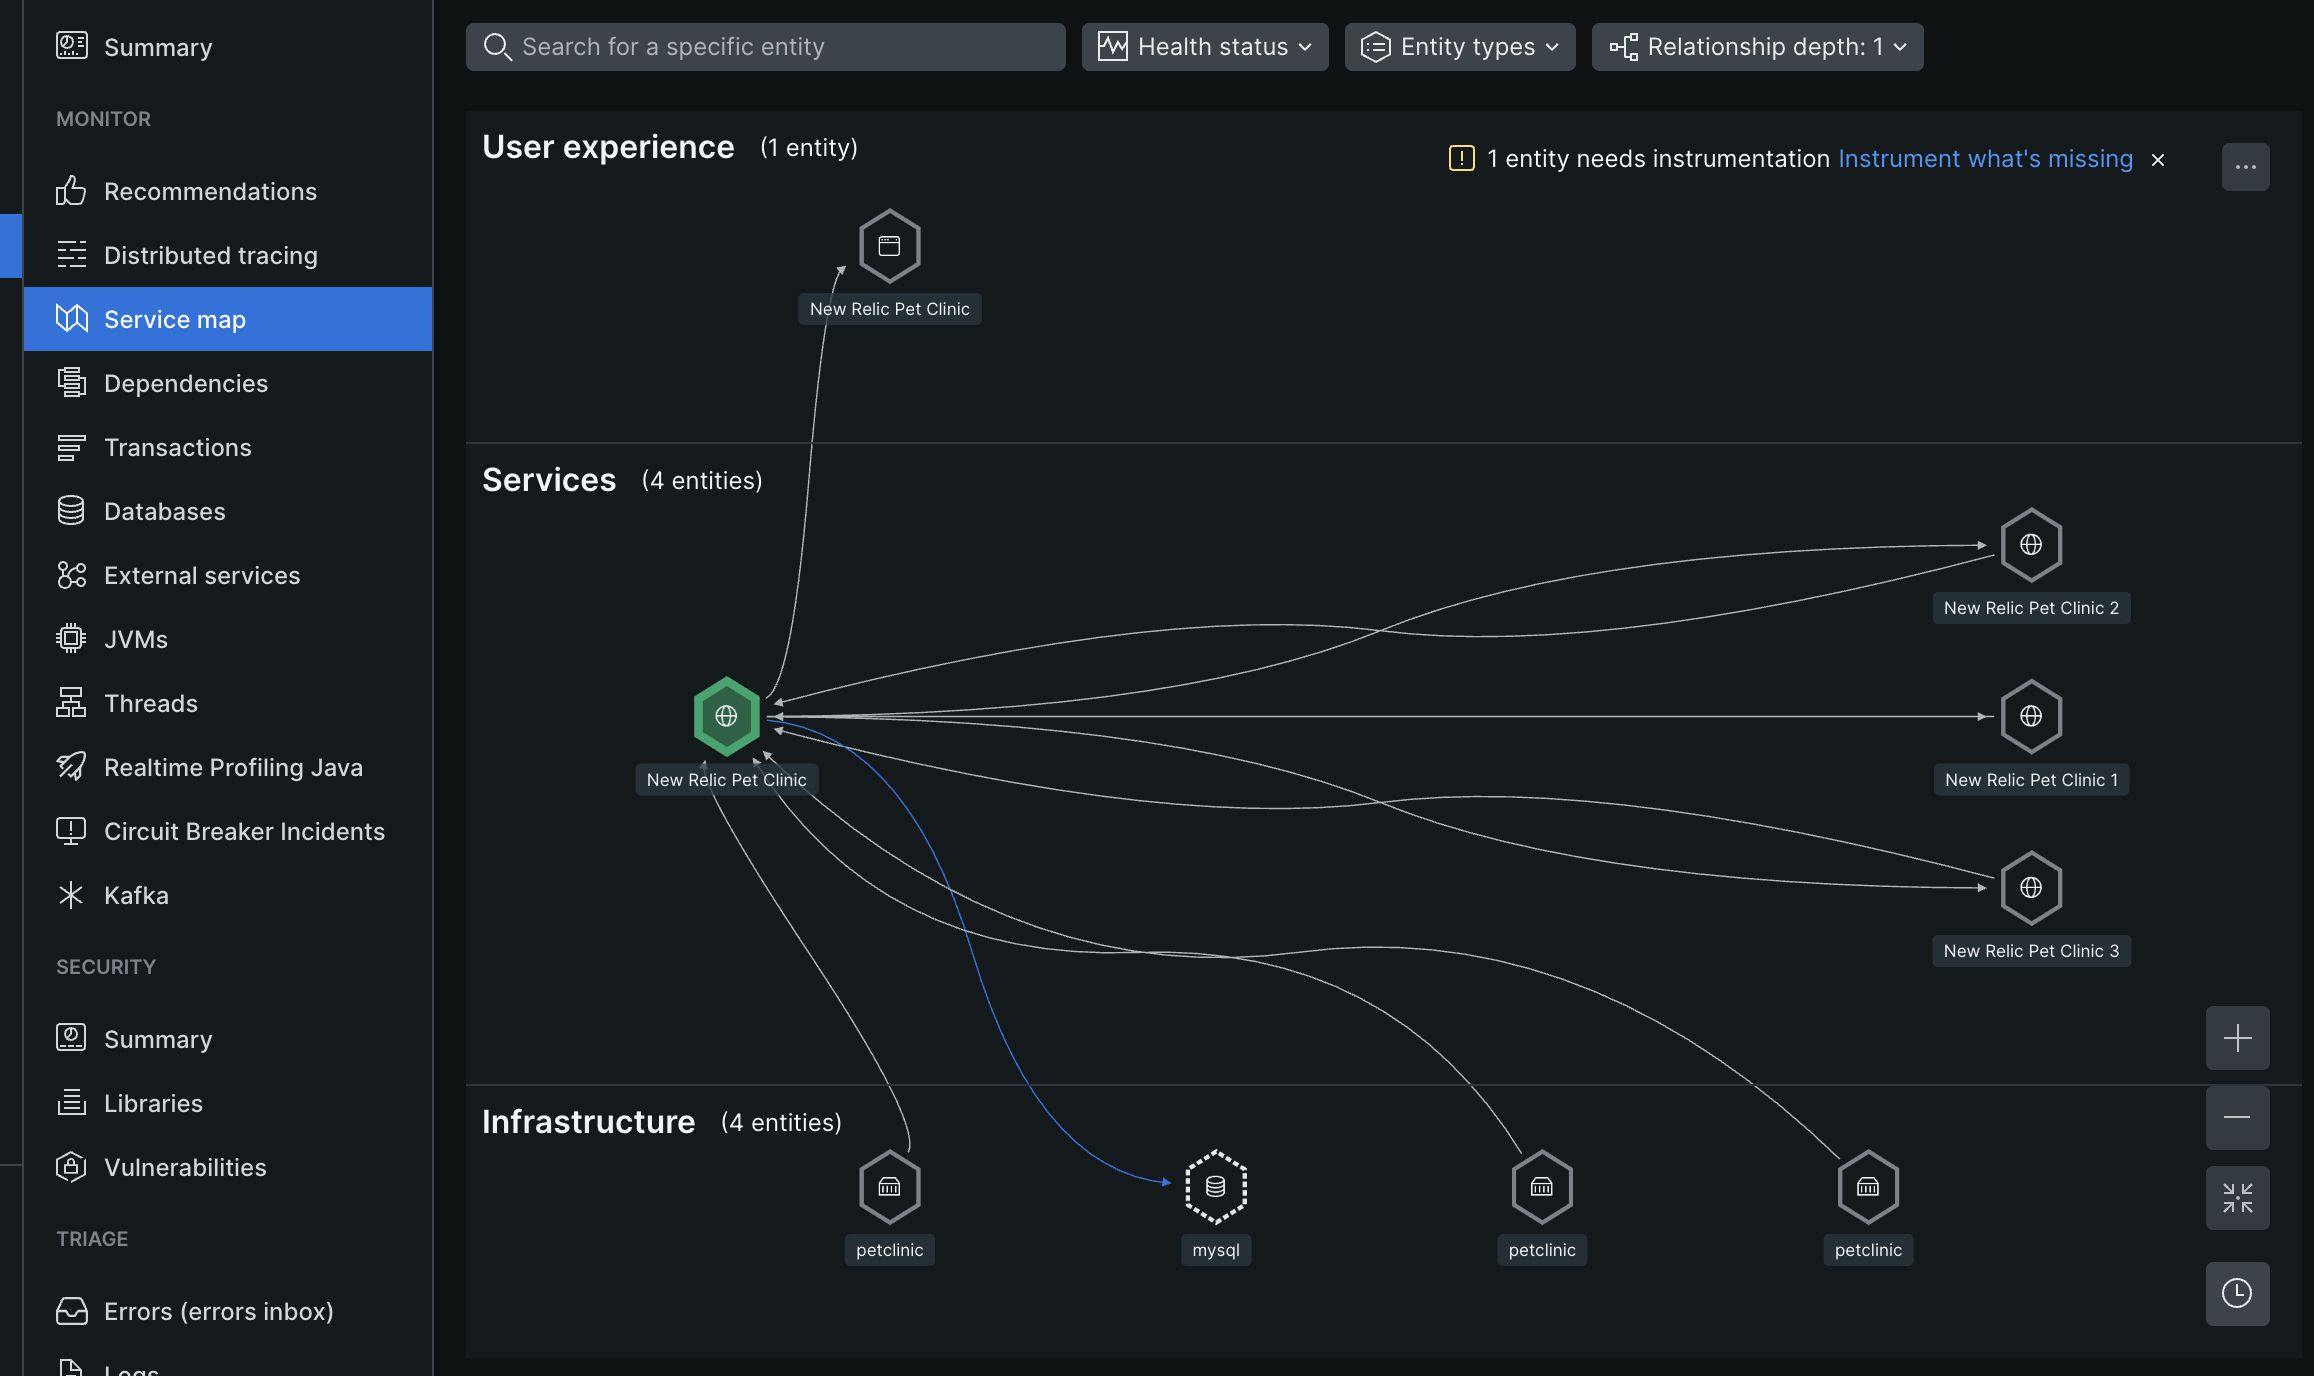 Summary
MONITOR
Recommendations
Distributed tracing
Service map
Dependencies
Transactions
Databases
External services
JVMs
Threads
Realtime Profiling Java
Circuit Breaker Incidents
Kafka
SECURITY
Summary
Libraries
Vulnerabilities
TRIAGE
Errors (errors inbox)
Logs
Search for a specific entity
Health status
Entity types
Relationship depth: 1
User experience (1 entity)
1 entity needs instrumentation Instrument what's missing
New Relic Pet Clinic
Services (4 entities)
New Relic Pet Clinic 2
New Relic Pet Clinic
New Relic Pet Clinic 1
New Relic Pet Clinic 3
Infrastructure (4 entities)
petclinic
mysql
petclinic
petclinic